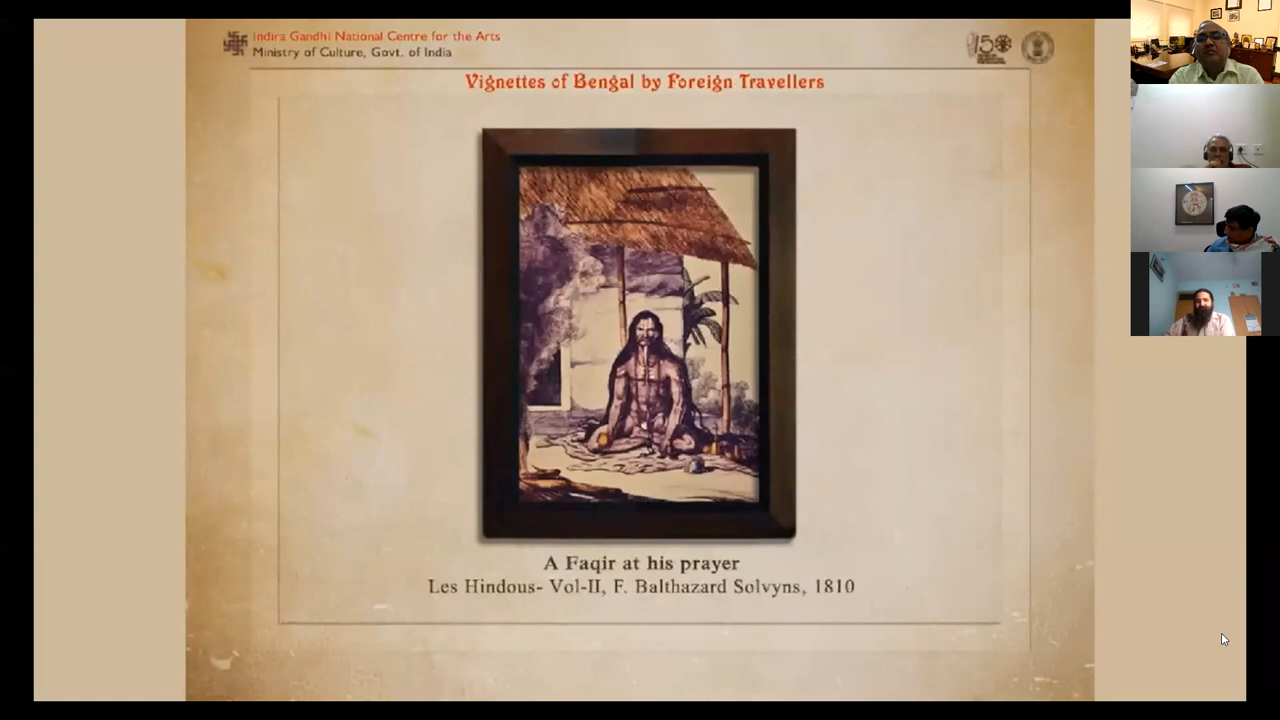 Indira Gandhi National Centre for the Arts
Ministry of Culture, Govt. of India
150
Vignettes of Bengal by Foreign Travellers
A Faqir at his prayer
Les Hindous- Vol-II, F. Balthazard Solvyns, 1810